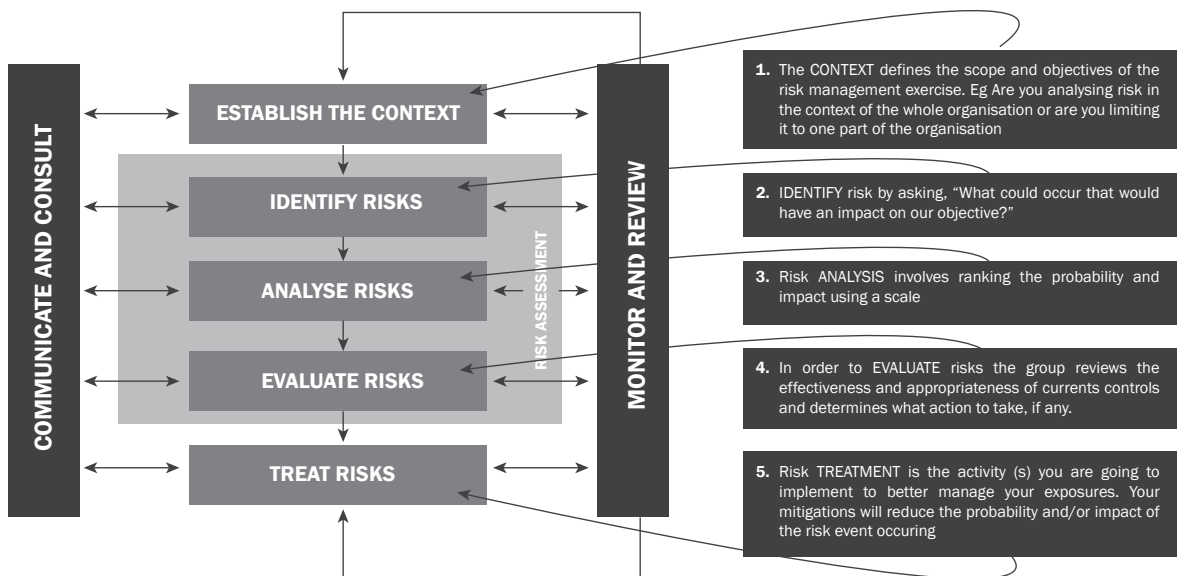 COMMUNICATE AND CONSULT
ESTABLISH THE CONTEXT
IDENTIFY RISKS
ANALYSE RISKS
EVALUATE RISKS
TREAT RISKS
RISK ASSESSMENT
MONITOR AND REVIEW
1. The CONTEXT defines the scope and objectives of the
risk management exercise. Eg Are you analysing risk in
the context of the whole organisation or are you limiting
it to one part of the organisation
2. IDENTIFY risk by asking, “What could occur that would
have an impact on our objective?”
3. Risk ANALYSIS involves ranking the probability and
impact using a scale
4. In order to EVALUATE risks the group reviews the
effectiveness and appropriateness of currents controls
and determines what action to take, if any.
5. Risk TREATMENT is the activity (s) you are going to
implement to better manage your exposures. Your
mitigations will reduce the probability and/or impact of
the risk event occuring